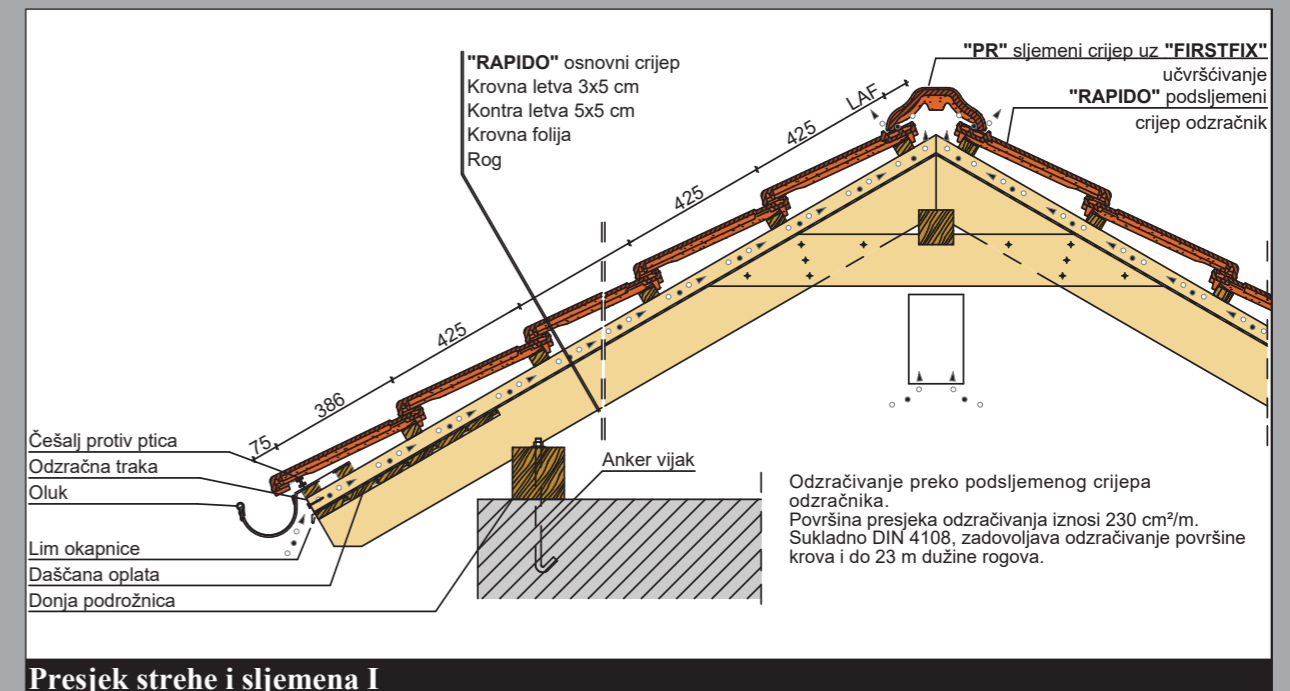 "RAPIDO" osnovni crijep
Krovna letva 3x5 cm
Kontra letva 5x5 cm
Krovna folija
Rog
"PR" sljemeni crijep uz "FIRSTFIX"
učvršćivanje
"RAPIDO" podsljemeni
crijep odzračnik
LAF
425
425
425
386
75
Češalj protiv ptica
Odzračna traka
Oluk
Lim okapnice
Daščana oplata
Donja podrožnica
Anker vijak
Odzračivanje preko podsljemenog crijepa
odzračnika.
Površina presjeka odzračivanja iznosi 230 cm²/m.
Sukladno DIN 4108, zadovoljava odzračivanje površine
krova i do 23 m dužine rogova.
Presjek strehe i sljemena I